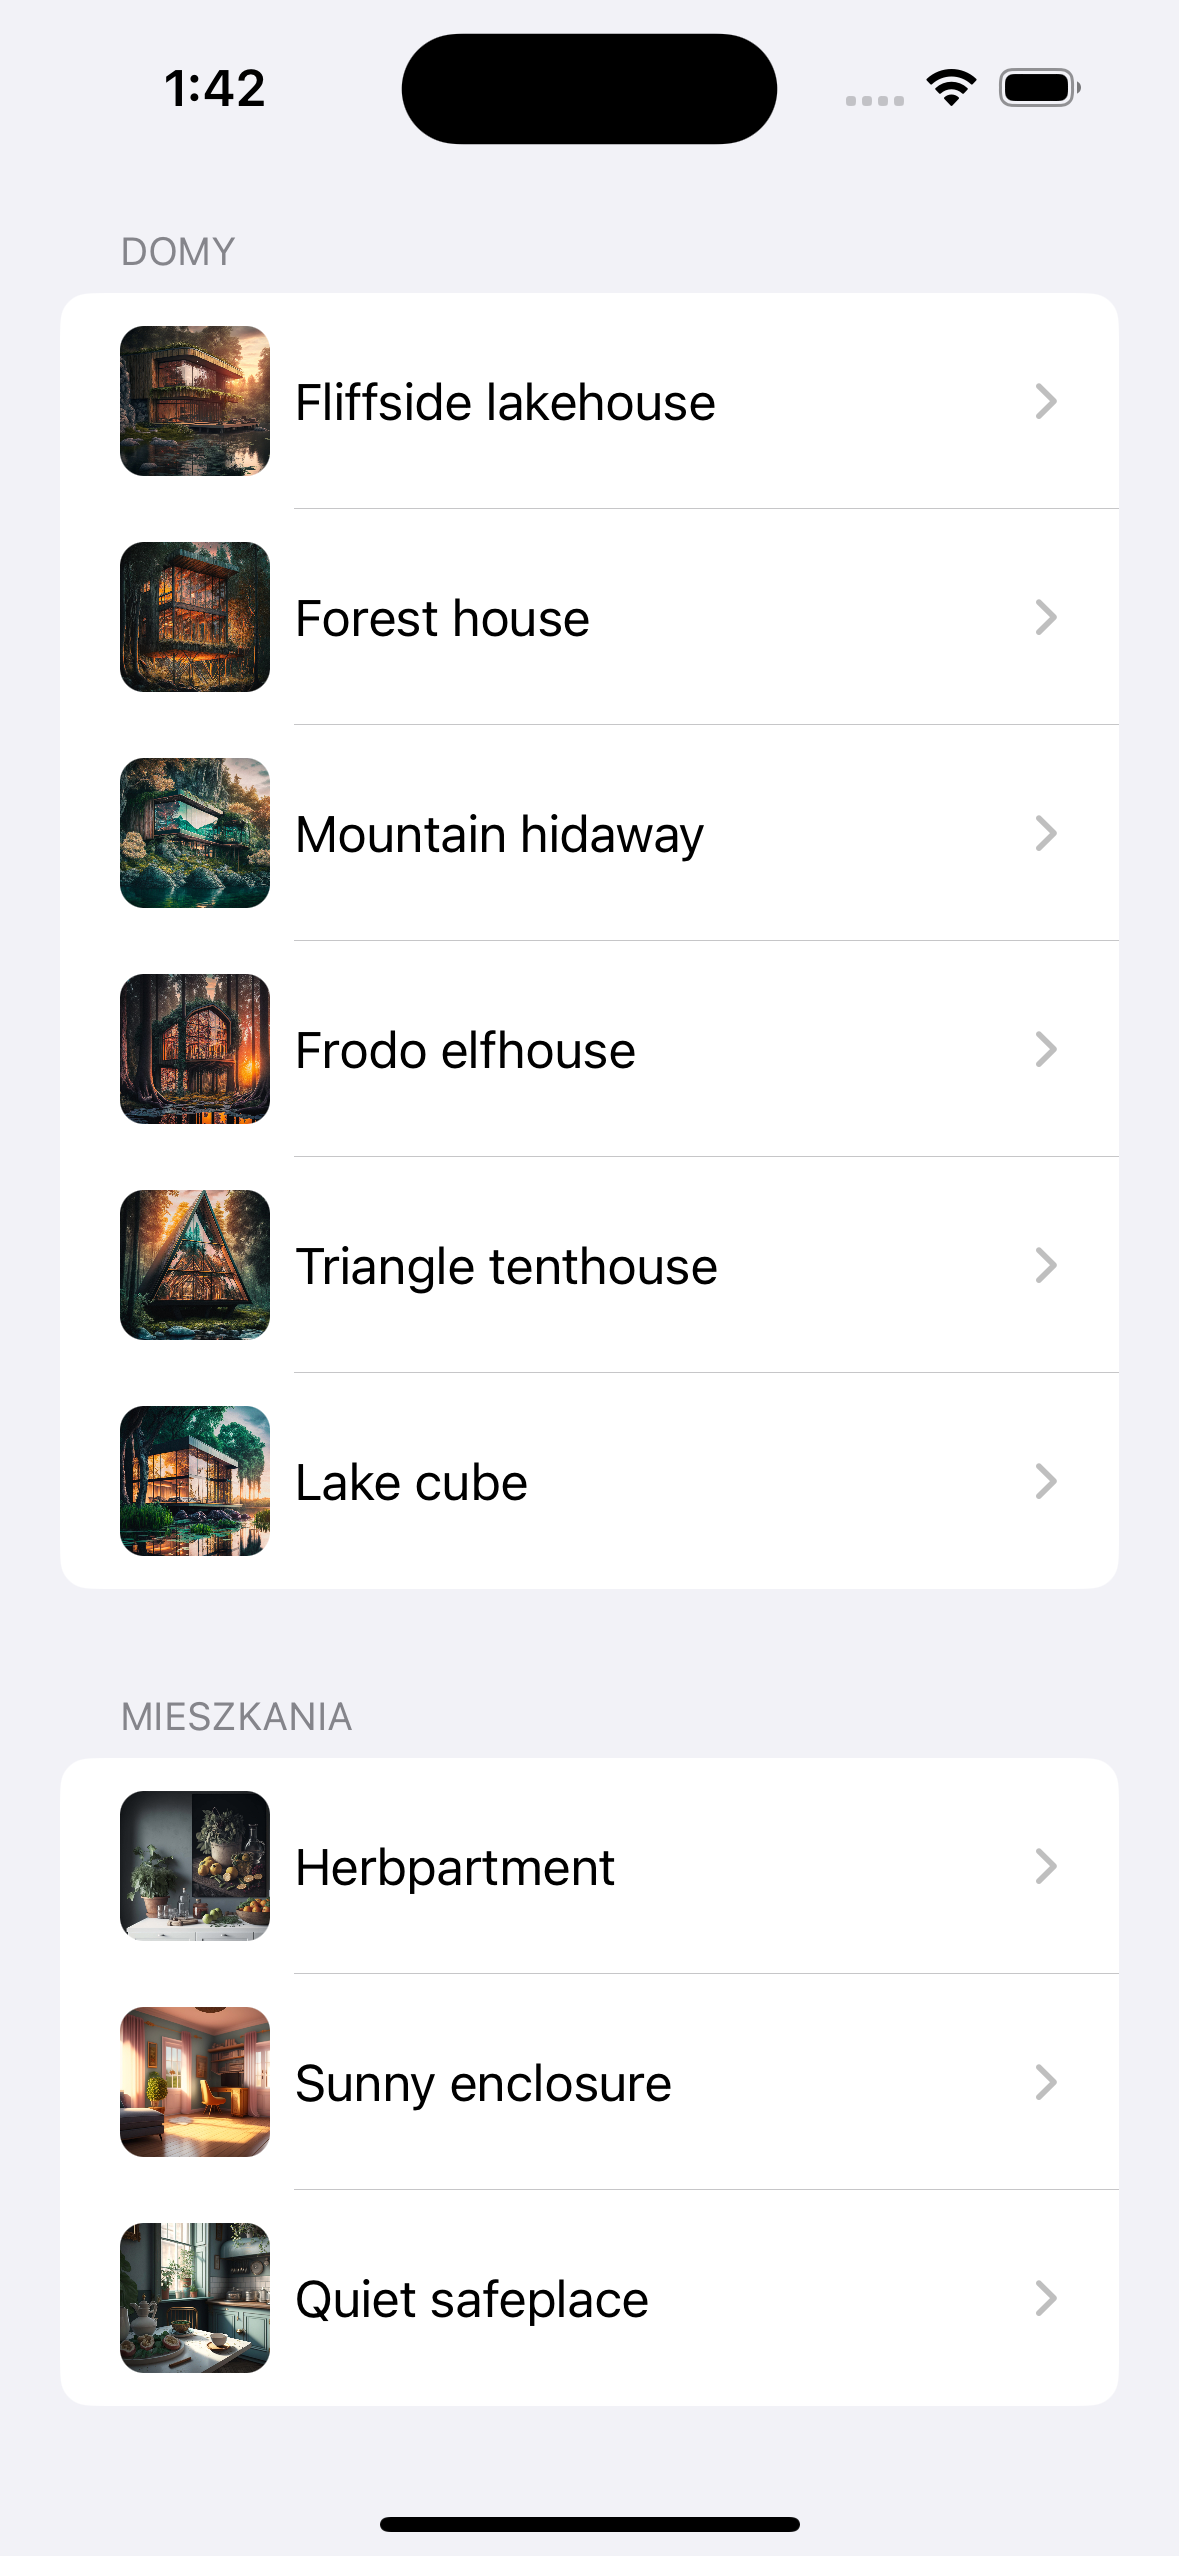 1:42
DOMY
Fliffside lakehouse
Forest house
Mountain hidaway
Frodo elfhouse
Triangle tenthouse
Lake cube
MIESZKANIA
Herbpartment
Sunny enclosure
Quiet safeplace